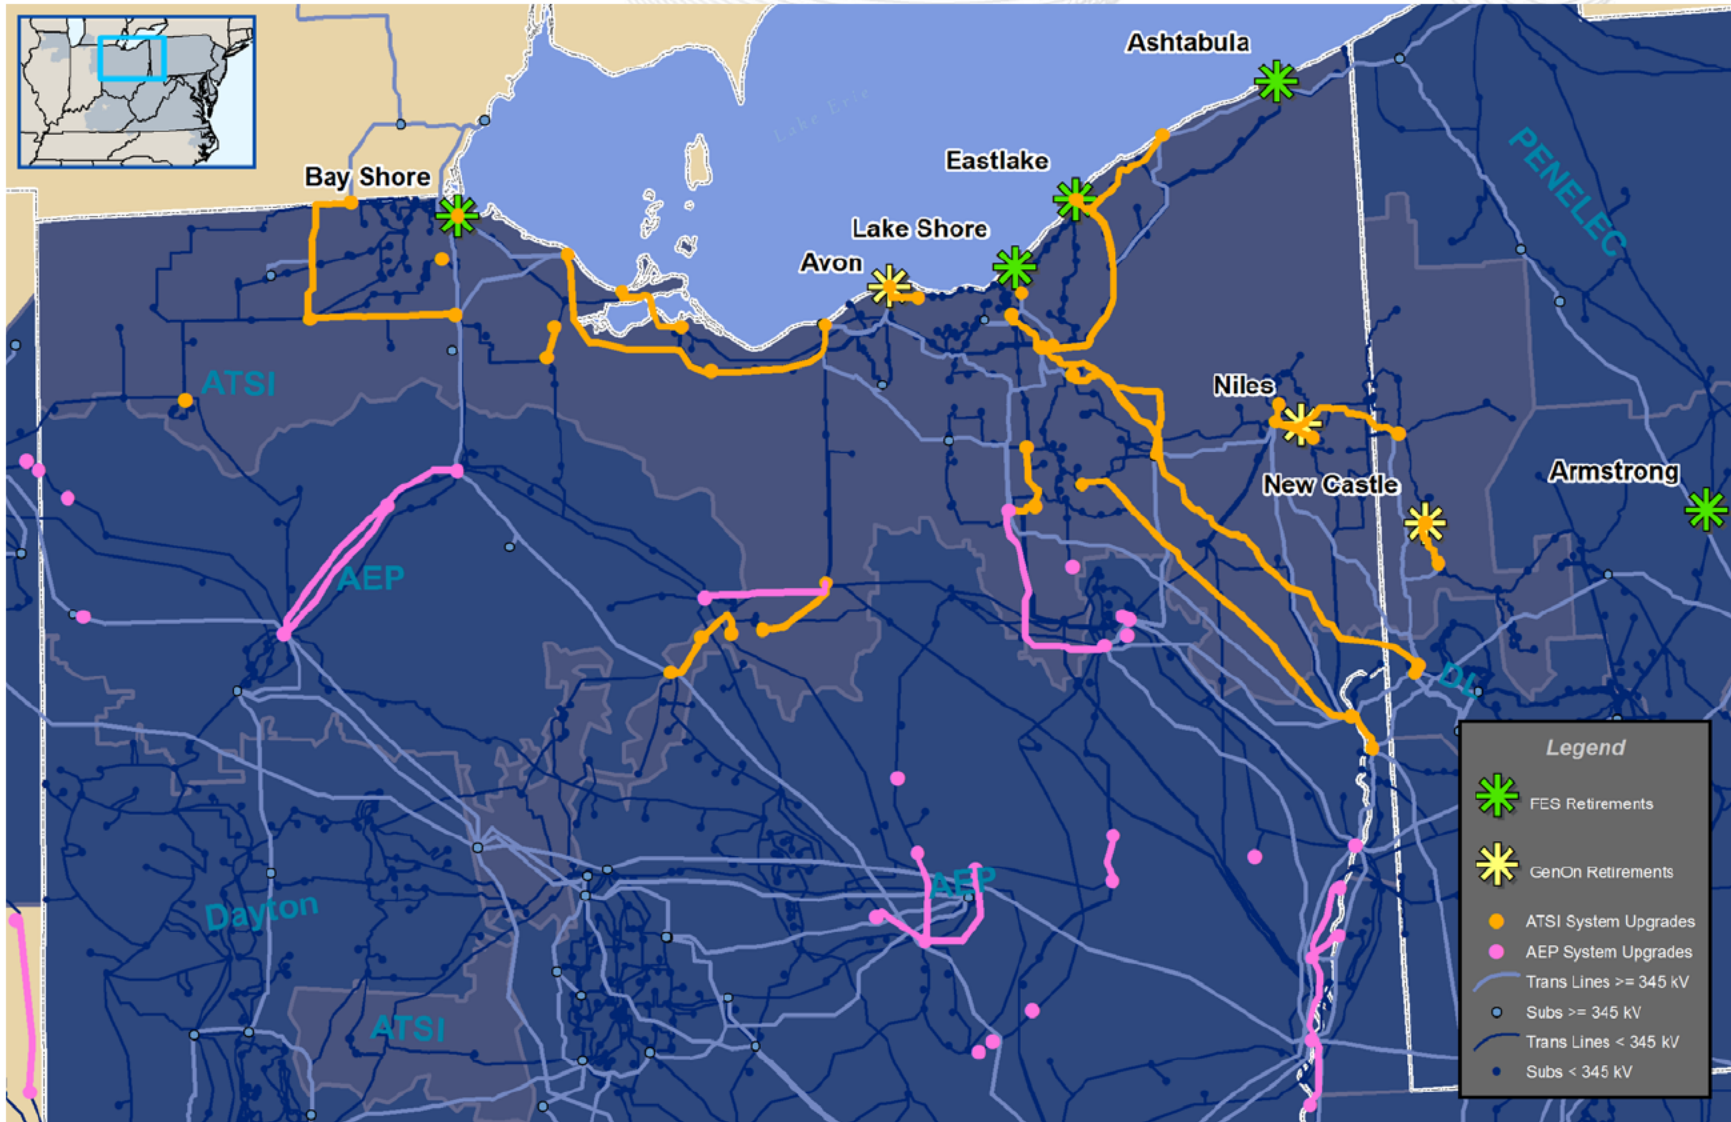 Ashtabula
Lake Erie
PENELEC
Eastlake
Bay Shore
Lake Shore
Avon
ATSI
Niles
New Castle
Armstrong
AEP
DL
Dayton
AEP
ATSI
Legend
FES Retirements
GenOn Retirements
ATSI System Upgrades
AEP System Upgrades
Trans Lines >= 345 kV
Subs >= 345 kV
Trans Lines < 345 kV
Subs < 345 kV